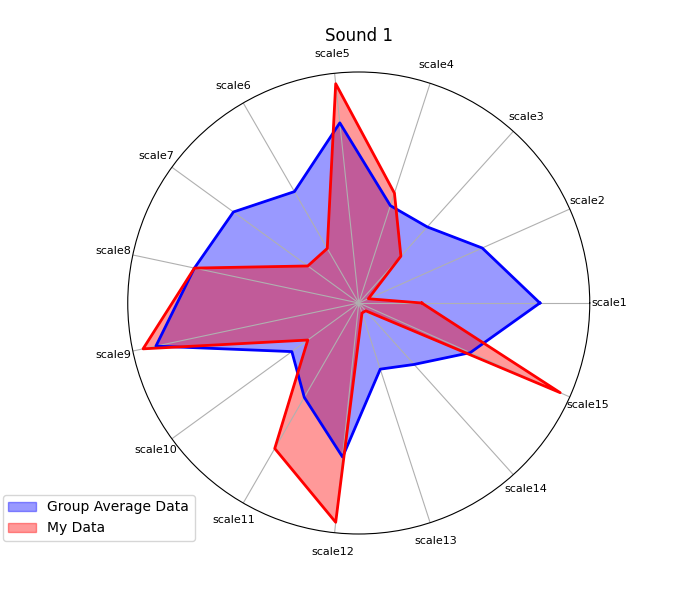 Sound 1
scale5
scale4
scale6
scale3
scale7
scale2
scale8
scale1
scale9
scale15
scale10
scale14
scale11
scale13
scale12
Group Average Data
My Data